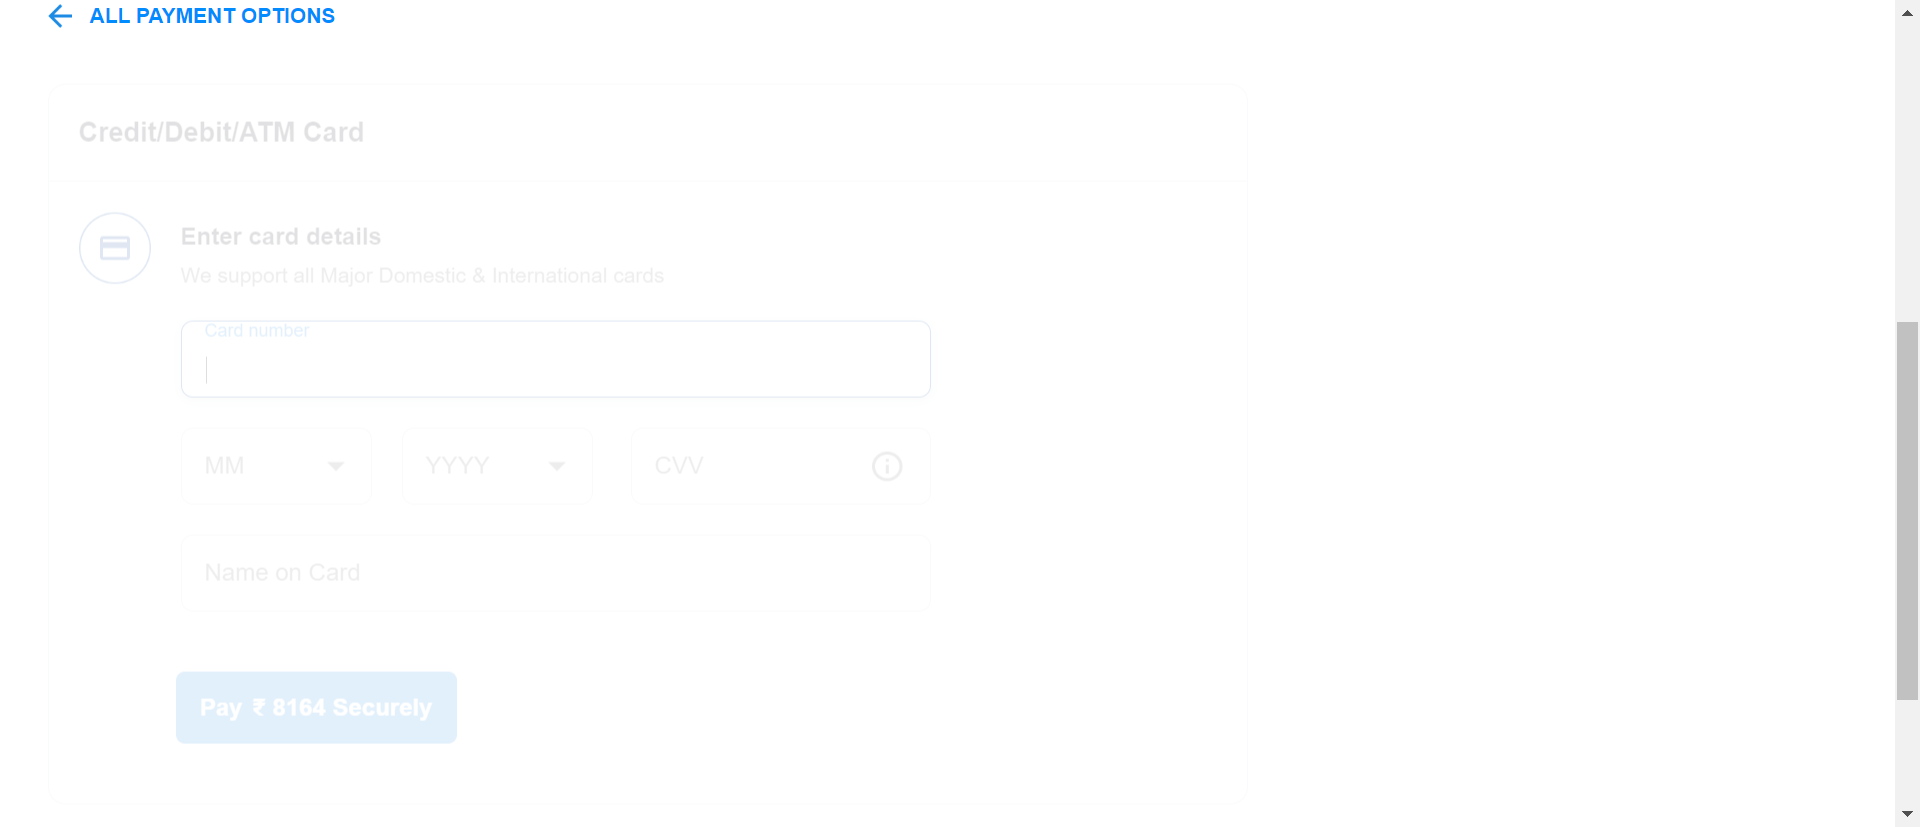 ALL PAYMENT OPTIONS
Credit/Debit/ATM Card
Enter card details
We support all Major Domestic & International cards
Card number
MM YYYY CVV
Name on Card
Pay ₹ 8164 Securely